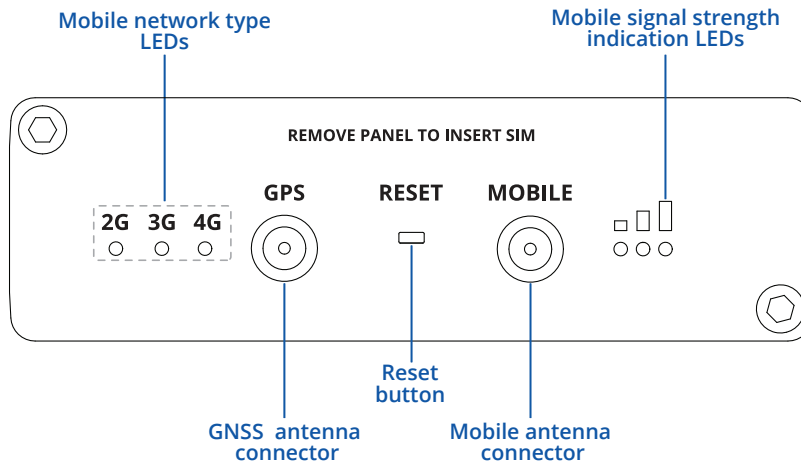 Mobile network type
LEDs
Mobile signal strength
indication LEDs
REMOVE PANEL TO INSERT SIM
GPS RESET MOBILE
2G 3G 4G
Reset
button
GNSS antenna
connector
Mobile antenna
connector